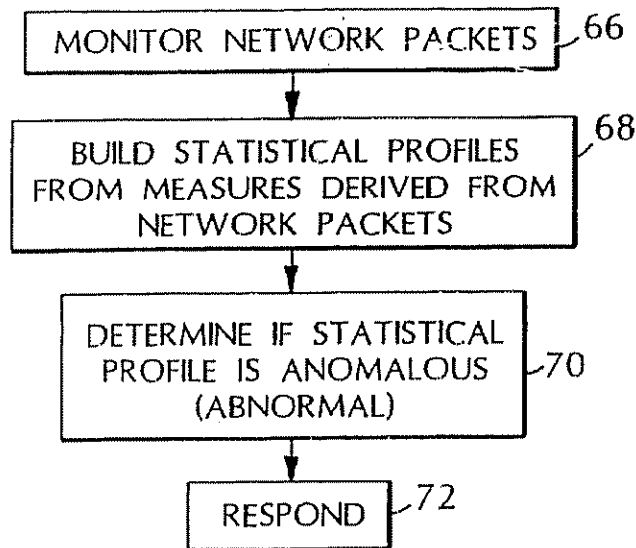 MONITOR NETWORK PACKETS
66
BUILD STATISTICAL PROFILES
FROM MEASURES DERIVED FROM
NETWORK PACKETS
68
DETERMINE IF STATISTICAL
PROFILE IS ANOMALOUS
(ABNORMAL)
70
RESPOND
72